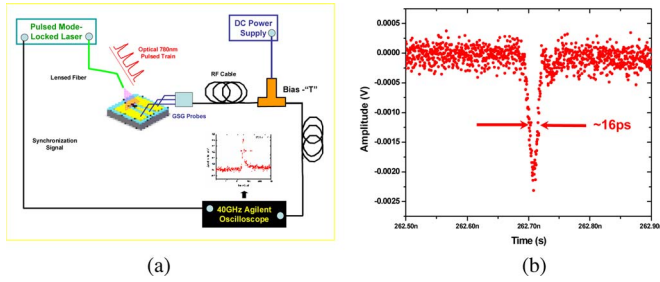 Pulsed Mode-
Locked Laser
DC Power
Supply
Optical 780nm
Pulsed Train
Lensed Fiber
RF Cable
Bias -"T"
GSG Probes
Synchronization
Signal
40GHz Agilent
Oscilloscope
(a)
0.0005
0.0000
-0.0005
-0.0010
-0.0015
-0.0020
-0.0025
Amplitude (V)
~16ps
262.50n
262.60n
262.70n
262.80n
262.90n
Time (s)
(b)